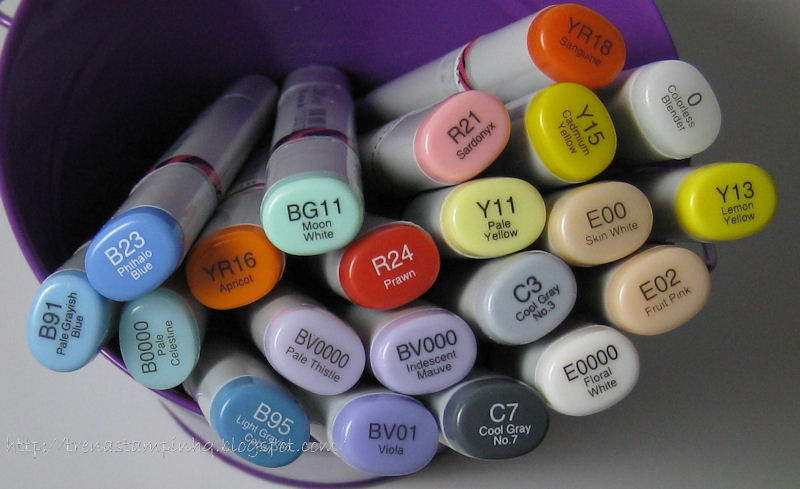 YR18
Sanguine
0
Colorless
Blender
R21
Sardonyx
Y15
Cadmium
Yellow
BG11
Moon
White
Y11
Pale
Yellow
E00
Skin White
Y13
Lemon
Yellow
B23
Phthalo
Blue
YR16
Apricot
R24
Prawn
C3
Cool Gray
No.3
E02
Fruit Pink
B91
Pale Grayish
Blue
B0000
Pale
Celestine
BV0000
Pale Thistle
BV000
Iridescent
Mauve
E0000
Floral
White
B95
Light Gray
BV01
Viola
C7
Cool Gray
No.7
http://trenastampinhq.blogspot.com/